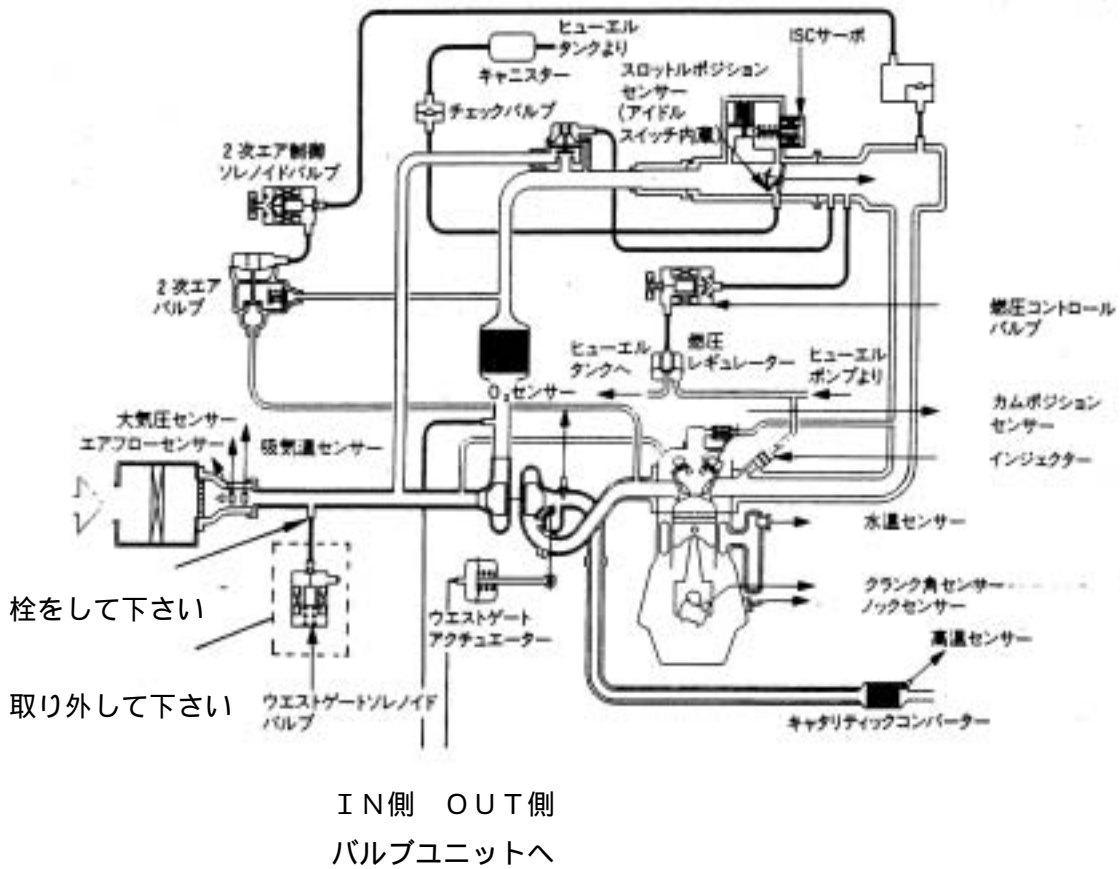 ヒューエル
タンクより
キャニスター
チェックバルブ
ISCサーボ
スロットルポジション
センサー
(アイドル
スイッチ内蔵)
2次エア制御
ソレノイドバルブ
2次エア
バルブ
燃圧コントロール
バルブ
ヒューエル
タンクへ
燃圧
レギュレーター
ヒューエル
ポンプより
O₂センサー
カムポジション
センサー
大気圧センサー
エアフローセンサー
吸気温センサー
インジェクター
水温センサー
クランク角センサー
ノックセンサー
栓をして下さい
ウエストゲート
アクチュエーター
高温センサー
取り外して下さい
ウエストゲートソレノイド
バルブ
キャタリティックコンバーター
IN側 OUT側
バルブユニットへ